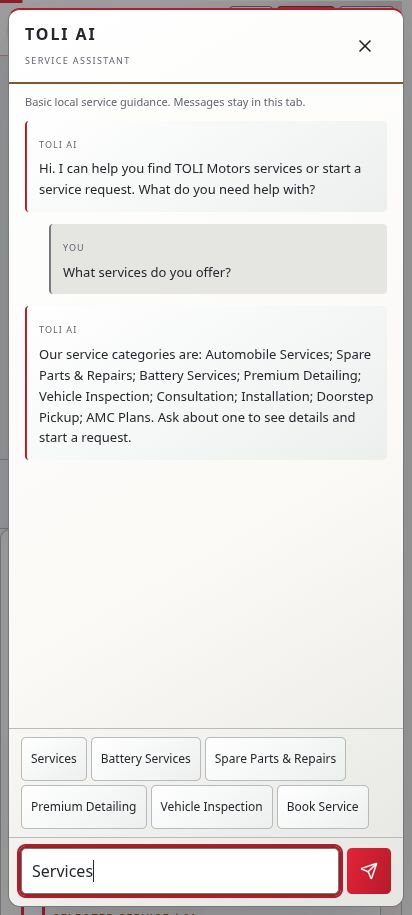 TOLI AI
SERVICE ASSISTANT
Basic local service guidance. Messages stay in this tab.
TOLI AI
Hi. I can help you find TOLI Motors services or start a
service request. What do you need help with?
YOU
What services do you offer?
TOLI AI
Our service categories are: Automobile Services; Spare
Parts & Repairs; Battery Services; Premium Detailing;
Vehicle Inspection; Consultation; Installation; Doorstep
Pickup; AMC Plans. Ask about one to see details and
start a request.
Services
Battery Services
Spare Parts & Repairs
Premium Detailing
Vehicle Inspection
Book Service
Services